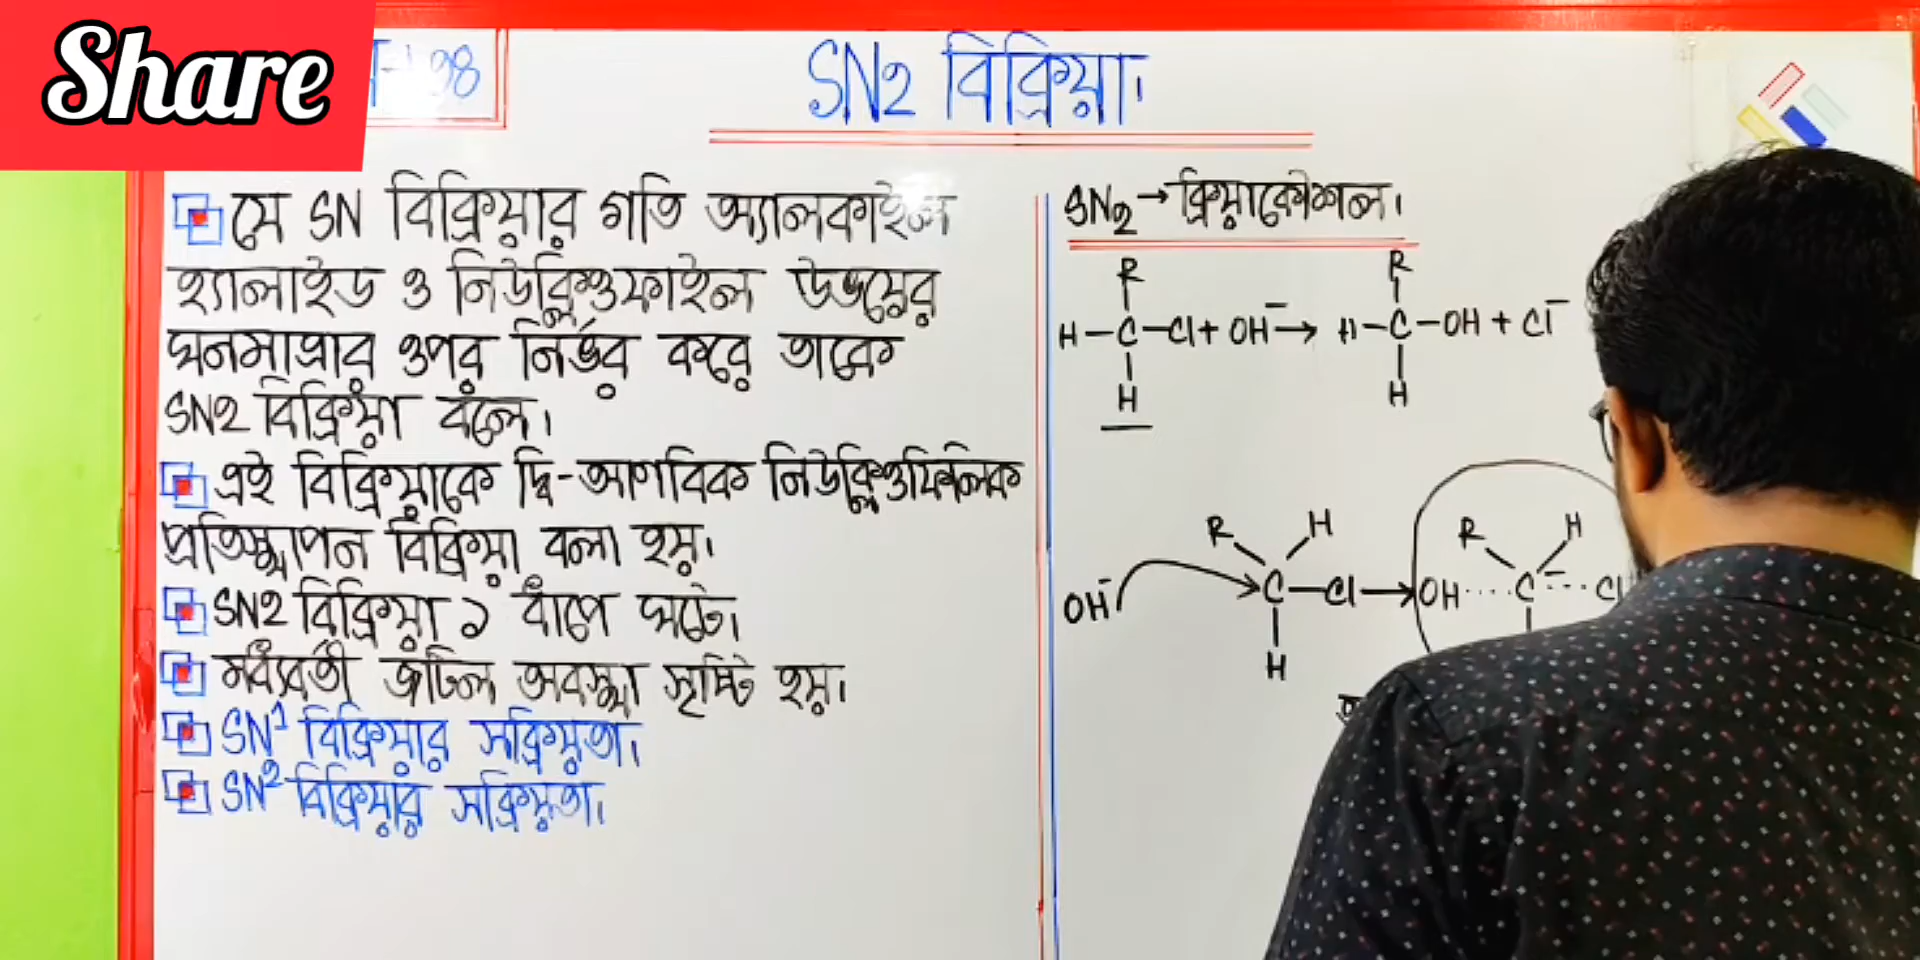 Share
98
SN2 বিক্রিয়া।
যে SN বিক্রিয়ার গতি অ্যালকাইল
হ্যালাইড ও নিউক্লিওফাইল উভয়ের
ঘনমাত্রার ওপর নির্ভর করে তাকে
SN2 বিক্রিয়া বলে।
এই বিক্রিয়াকে দ্বি-আণবিক নিউক্লিওফিলিক
প্রতিস্থাপন বিক্রিয়া বলা হয়।
SN2 বিক্রিয়া ১ ধাপে ঘটে।
মধ্যবর্তী জটিল অবস্থা সৃষ্টি হয়।
SN¹ বিক্রিয়ার সক্রিয়তা।
SN² বিক্রিয়ার সক্রিয়তা।
SN₂ → ক্রিয়াকৌশল।
R R
H–C–Cl + OH⁻ → H–C–OH + Cl⁻
H H
R H R H
OH⁻ C–Cl → OH····C⁻····Cl
H